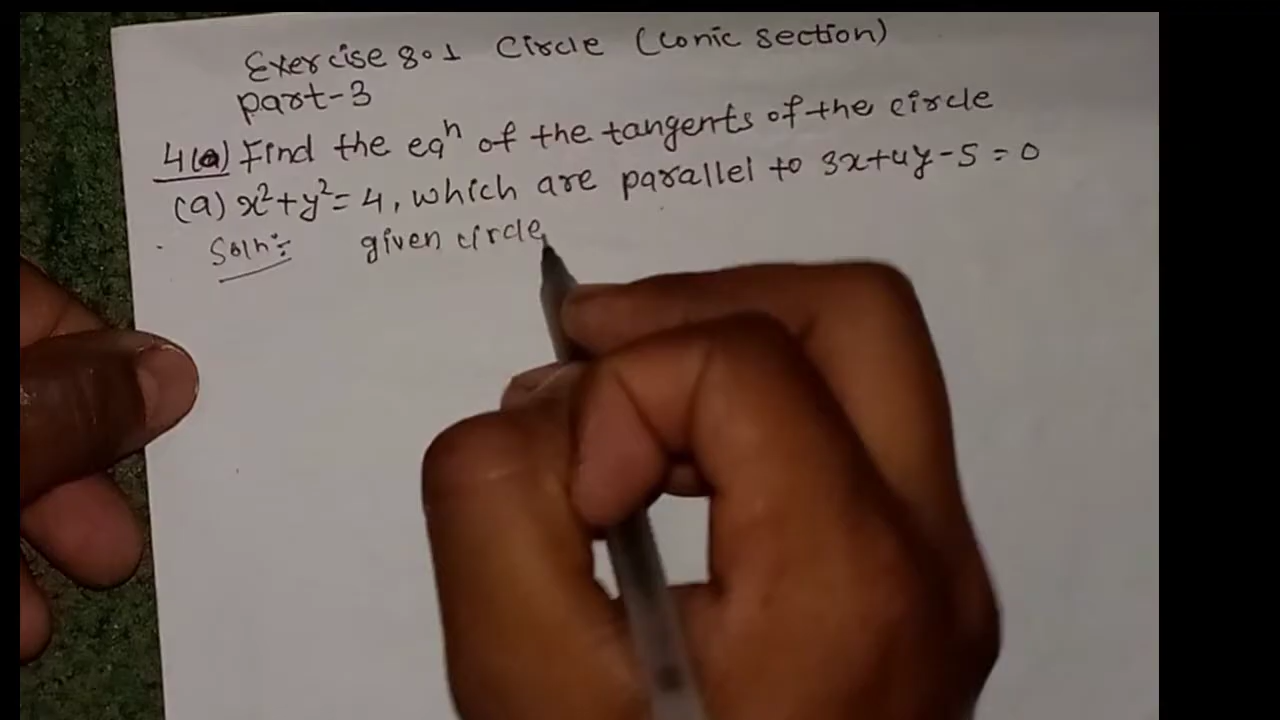 Exercise 8.1 Circle (Conic section)
part-3
4(a) Find the eqn of the tangents of the circle
(a) x²+y²=4, which are parallel to 3x+4y-5=0
Soln:- given circle